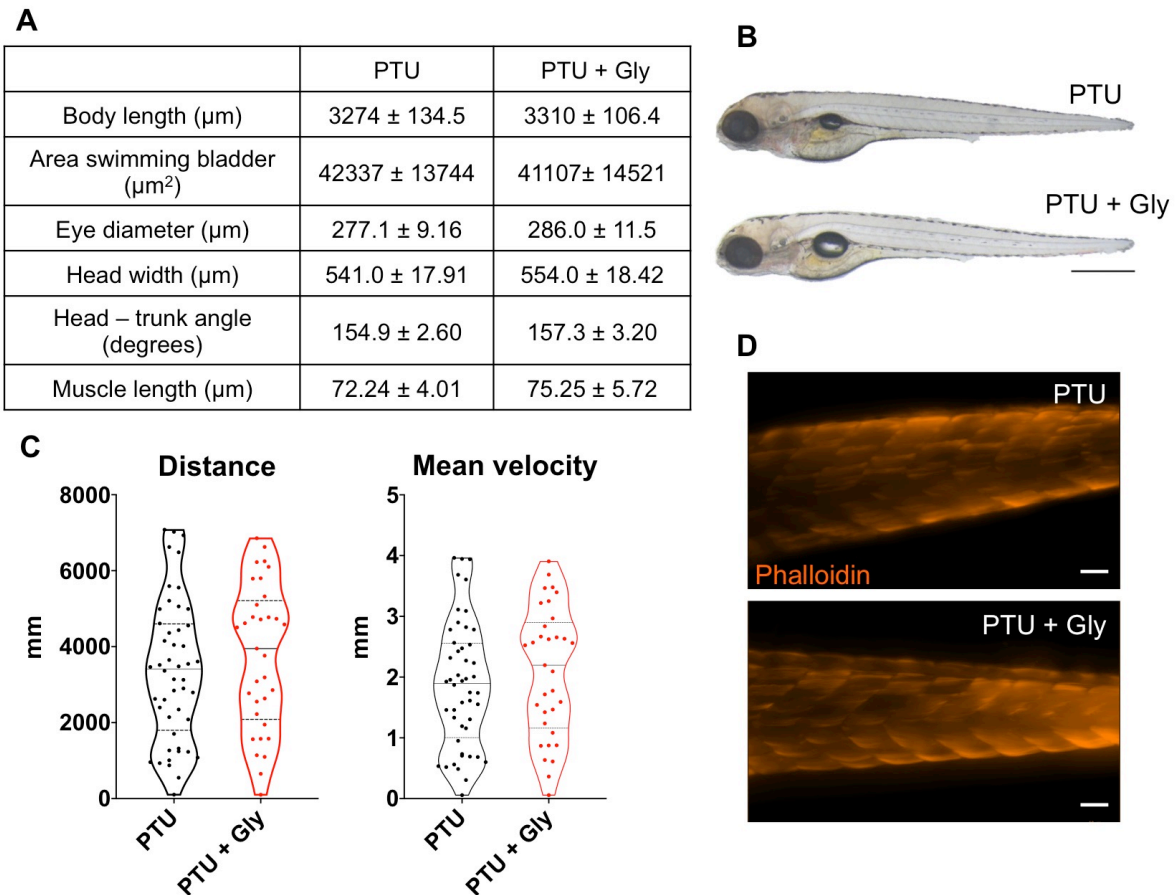 A
PTU PTU + Gly
Body length (µm) 3274 ± 134.5 3310 ± 106.4
Area swimming bladder
(µm²) 42337 ± 13744 41107± 14521
Eye diameter (µm) 277.1 ± 9.16 286.0 ± 11.5
Head width (µm) 541.0 ± 17.91 554.0 ± 18.42
Head – trunk angle
(degrees) 154.9 ± 2.60 157.3 ± 3.20
Muscle length (µm) 72.24 ± 4.01 75.25 ± 5.72
B
PTU
PTU + Gly
C
Distance
mm
8000
6000
4000
2000
0
PTU
PTU + Gly
Mean velocity
mm
5
4
3
2
1
0
PTU
PTU + Gly
D
PTU
Phalloidin
PTU + Gly